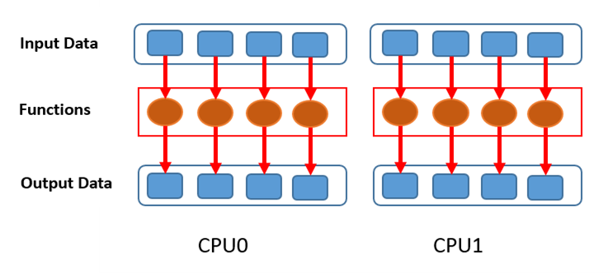 Input Data
Functions
Output Data
CPU0
CPU1